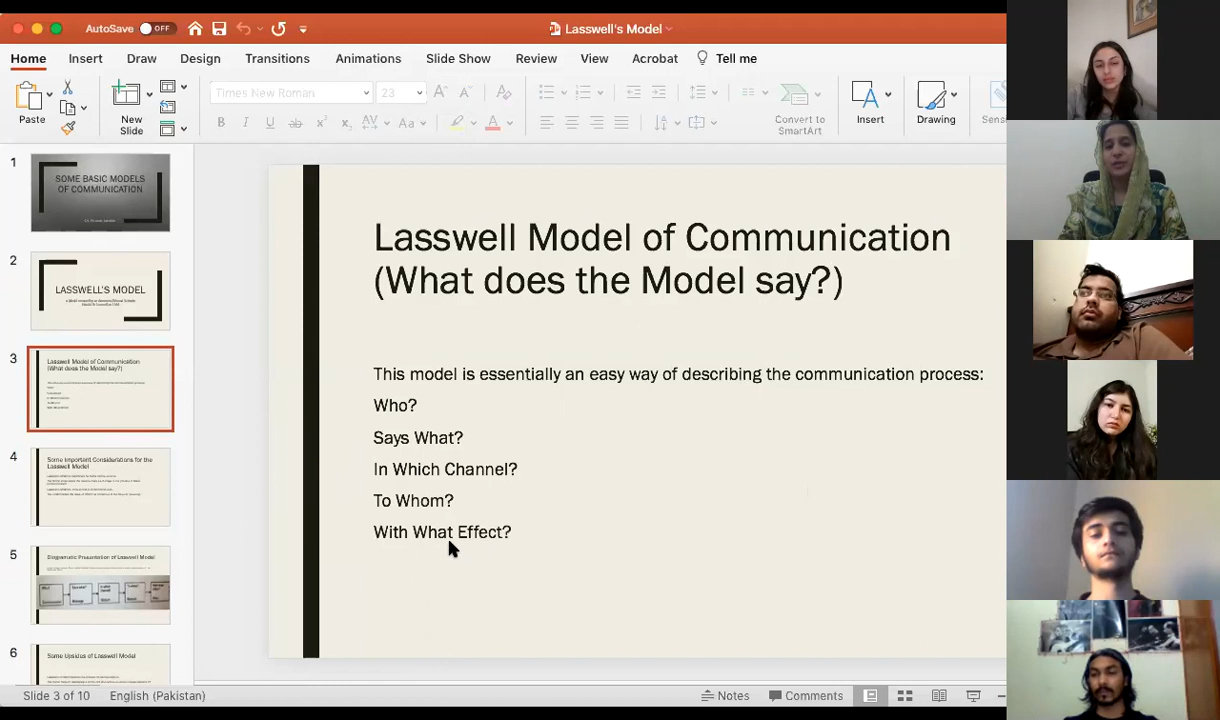 AutoSave OFF
Lasswell's Model
Home Insert Draw Design Transitions Animations Slide Show Review View Acrobat Tell me
Paste
New
Slide
Times New Roman 23
Convert to
SmartArt
Insert
Drawing
1
SOME BASIC MODELS
OF COMMUNICATION
2
LASSWELL'S MODEL
3
Lasswell Model of Communication
(What does the Model say?)
4
Some Important Considerations for the
Lasswell Model
5
Diagramatic Presentation of Lasswell Model
6
Some Upsides of Lasswell Model
Lasswell Model of Communication
(What does the Model say?)
This model is essentially an easy way of describing the communication process:
Who?
Says What?
In Which Channel?
To Whom?
With What Effect?
Slide 3 of 10 English (Pakistan)
Notes Comments